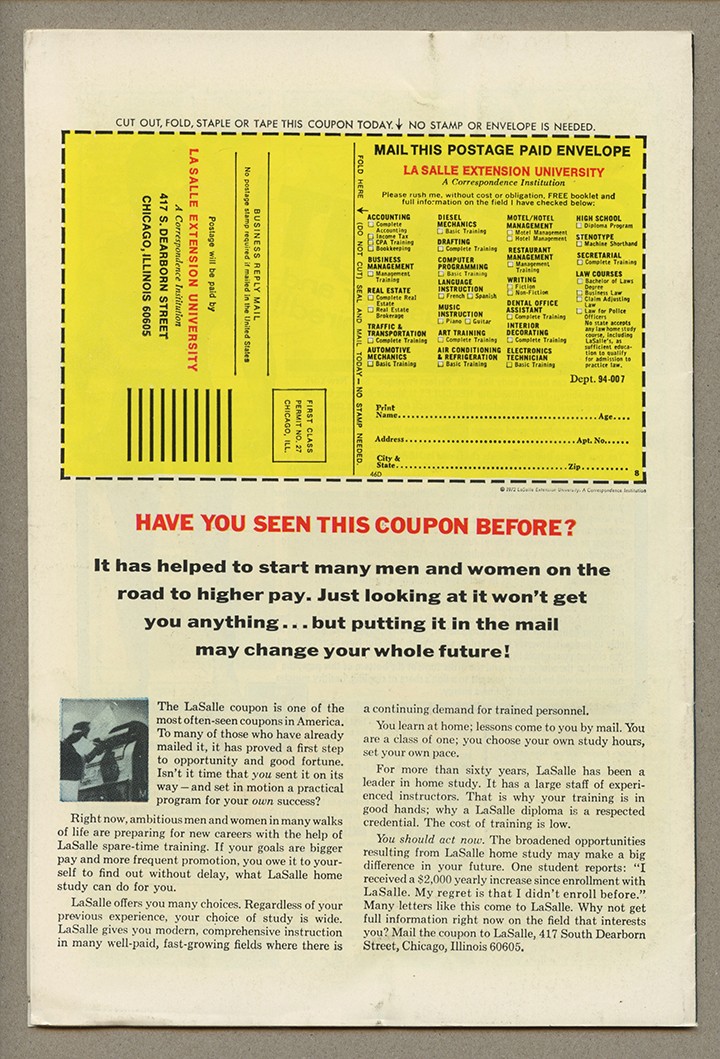 CUT OUT, FOLD, STAPLE OR TAPE THIS COUPON TODAY. ↓ NO STAMP OR ENVELOPE IS NEEDED.
LA SALLE EXTENSION UNIVERSITY
A Correspondence Institution
417 S. DEARBORN STREET
CHICAGO, ILLINOIS 60605
Postage will be paid by
BUSINESS REPLY MAIL
No postage stamp required if mailed in the United States
FIRST CLASS
PERMIT NO. 27
CHICAGO, ILL.
FOLD HERE → (DO NOT CUT) SEAL AND MAIL TODAY — NO STAMP NEEDED.
MAIL THIS POSTAGE PAID ENVELOPE
LA SALLE EXTENSION UNIVERSITY
A Correspondence Institution
Please rush me, without cost or obligation, FREE booklet and
full information on the field I have checked below:
ACCOUNTING
☐ Complete
Accounting
☐ Income Tax
☐ CPA Training
☐ Bookkeeping
BUSINESS
MANAGEMENT
☐ Management
Training
REAL ESTATE
☐ Complete Real
Estate
☐ Real Estate
Brokerage
TRAFFIC &
TRANSPORTATION
☐ Complete Training
AUTOMOTIVE
MECHANICS
☐ Basic Training
DIESEL
MECHANICS
☐ Basic Training
DRAFTING
☐ Complete Training
COMPUTER
PROGRAMMING
☐ Basic Training
LANGUAGE
INSTRUCTION
☐ French ☐ Spanish
MUSIC
INSTRUCTION
☐ Piano ☐ Guitar
ART TRAINING
☐ Complete Training
AIR CONDITIONING
& REFRIGERATION
☐ Basic Training
MOTEL/HOTEL
MANAGEMENT
☐ Motel Management
☐ Hotel Management
RESTAURANT
MANAGEMENT
☐ Management
Training
WRITING
☐ Fiction
☐ Non-Fiction
DENTAL OFFICE
ASSISTANT
☐ Complete Training
INTERIOR
DECORATING
☐ Complete Training
ELECTRONICS
TECHNICIAN
☐ Basic Training
HIGH SCHOOL
☐ Diploma Program
STENOTYPE
☐ Machine Shorthand
SECRETARIAL
☐ Complete Training
LAW COURSES
☐ Bachelor of Laws
Degree
☐ Business Law
☐ Claim Adjusting
Law
☐ Law for Police
Officers
No state accepts
any law home study
course, including
LaSalle's, as
sufficient educa-
tion to qualify
for admission to
practice law.
Dept. 94-007
Print
Name.......... Age....
Address.......... Apt. No......
City &
State.......... Zip..........
46D
8
© 1972 LaSalle Extension University: A Correspondence Institution
HAVE YOU SEEN THIS COUPON BEFORE?
It has helped to start many men and women on the
road to higher pay. Just looking at it won't get
you anything...but putting it in the mail
may change your whole future!
The LaSalle coupon is one of the
most often-seen coupons in America.
To many of those who have already
mailed it, it has proved a first step
to opportunity and good fortune.
Isn't it time that you sent it on its
way—and set in motion a practical
program for your own success?
Right now, ambitious men and women in many walks
of life are preparing for new careers with the help of
LaSalle spare-time training. If your goals are bigger
pay and more frequent promotion, you owe it to your-
self to find out without delay, what LaSalle home
study can do for you.
LaSalle offers you many choices. Regardless of your
previous experience, your choice of study is wide.
LaSalle gives you modern, comprehensive instruction
in many well-paid, fast-growing fields where there is
a continuing demand for trained personnel.
You learn at home; lessons come to you by mail. You
are a class of one; you choose your own study hours,
set your own pace.
For more than sixty years, LaSalle has been a
leader in home study. It has a large staff of experi-
enced instructors. That is why your training is in
good hands; why a LaSalle diploma is a respected
credential. The cost of training is low.
You should act now. The broadened opportunities
resulting from LaSalle home study may make a big
difference in your future. One student reports: "I
received a $2,000 yearly increase since enrollment with
LaSalle. My regret is that I didn't enroll before."
Many letters like this come to LaSalle. Why not get
full information right now on the field that interests
you? Mail the coupon to LaSalle, 417 South Dearborn
Street, Chicago, Illinois 60605.